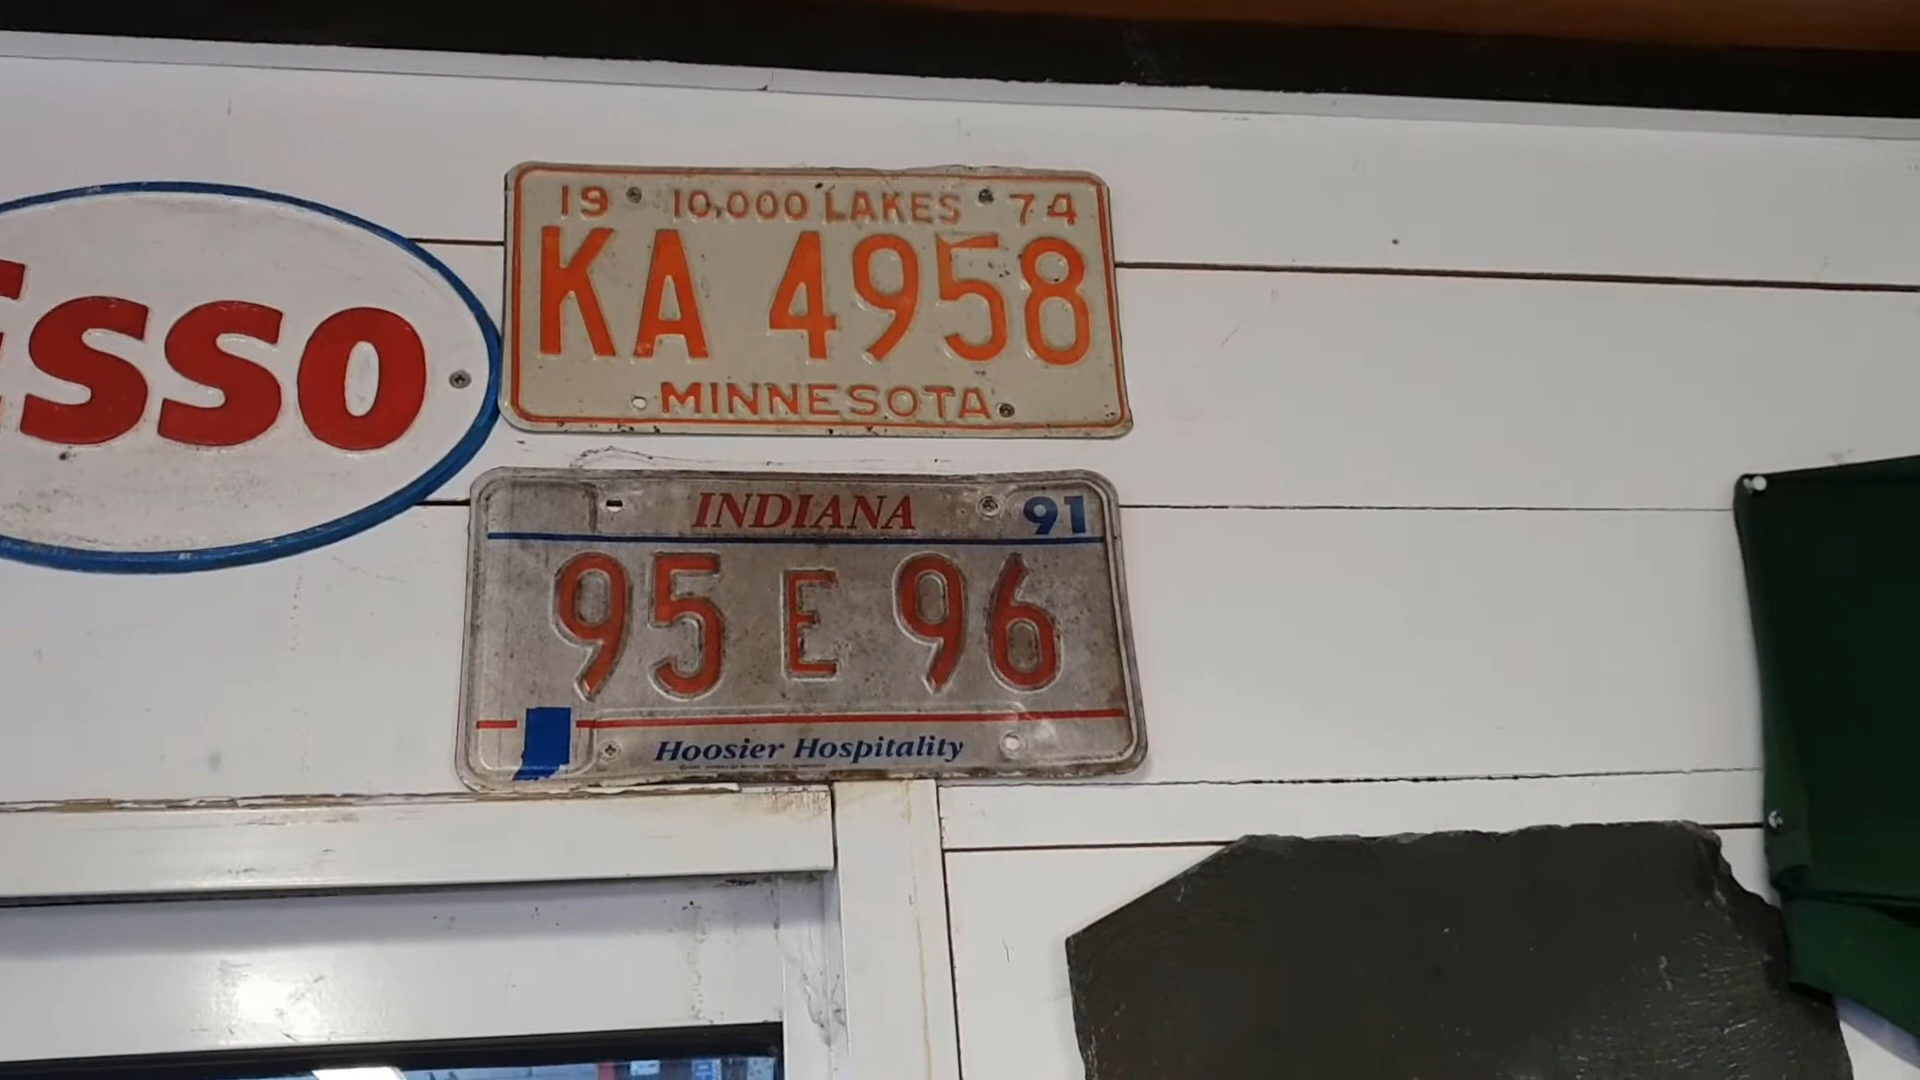 Esso
19 10,000 LAKES 74
KA 4958
MINNESOTA
INDIANA 91
95 E 96
Hoosier Hospitality